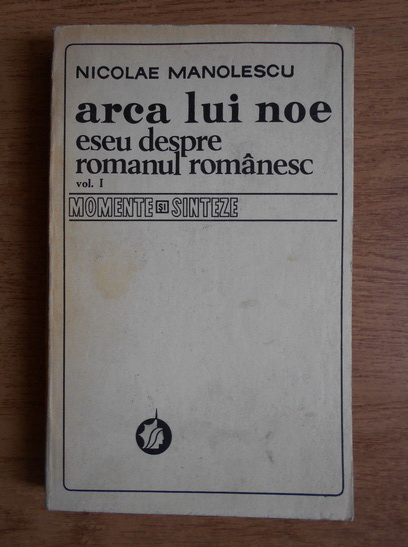 NICOLAE MANOLESCU
arca lui noe
eseu despre
romanul românesc
vol. I
MOMENTE ȘI SINTEZE